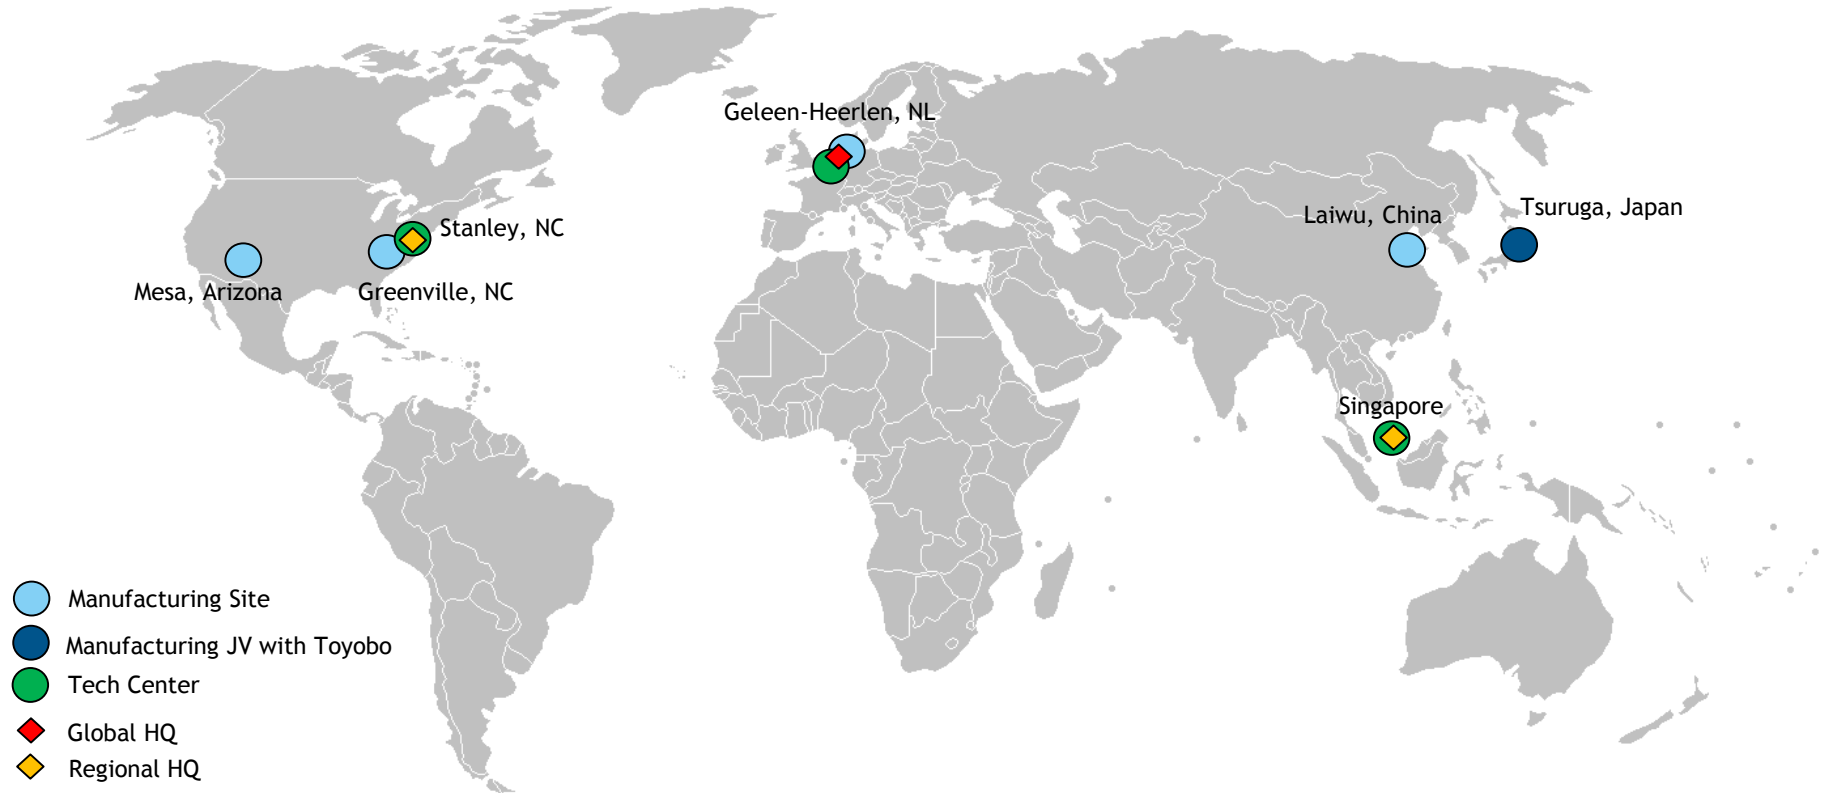 Geleen-Heerlen, NL
Stanley, NC
Laiwu, China
Tsuruga, Japan
Mesa, Arizona
Greenville, NC
Singapore
Manufacturing Site
Manufacturing JV with Toyobo
Tech Center
Global HQ
Regional HQ